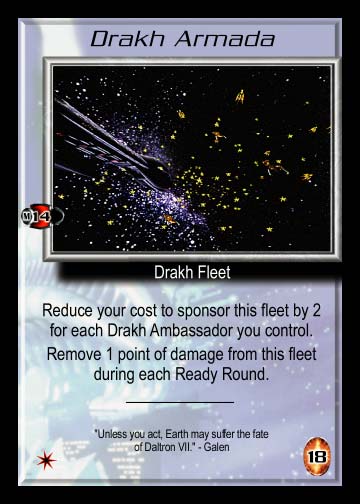 Drakh Armada
M 14
Drakh Fleet
Reduce your cost to sponsor this fleet by 2
for each Drakh Ambassador you control.
Remove 1 point of damage from this fleet
during each Ready Round.
"Unless you act, Earth may suffer the fate
of Daltron VII." - Galen
18